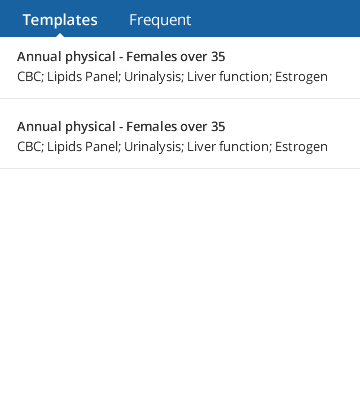 Templates Frequent
Annual physical - Females over 35
CBC; Lipids Panel; Urinalysis; Liver function; Estrogen
Annual physical - Females over 35
CBC; Lipids Panel; Urinalysis; Liver function; Estrogen